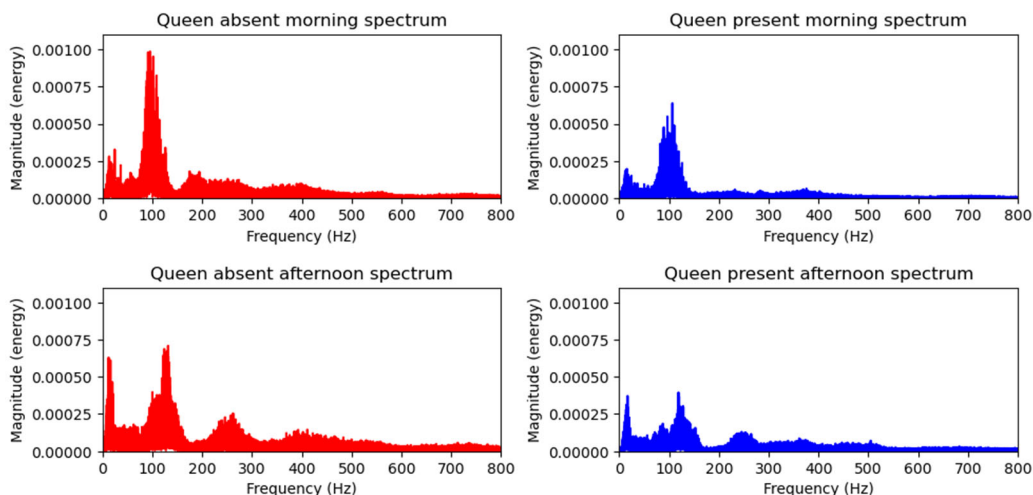 Queen absent morning spectrum
Magnitude (energy)
0.00100
0.00075
0.00050
0.00025
0.00000
0 100 200 300 400 500 600 700 800
Frequency (Hz)
Queen present morning spectrum
Magnitude (energy)
0.00100
0.00075
0.00050
0.00025
0.00000
0 100 200 300 400 500 600 700 800
Frequency (Hz)
Queen absent afternoon spectrum
Magnitude (energy)
0.00100
0.00075
0.00050
0.00025
0.00000
0 100 200 300 400 500 600 700 800
Frequency (Hz)
Queen present afternoon spectrum
Magnitude (energy)
0.00100
0.00075
0.00050
0.00025
0.00000
0 100 200 300 400 500 600 700 800
Frequency (Hz)